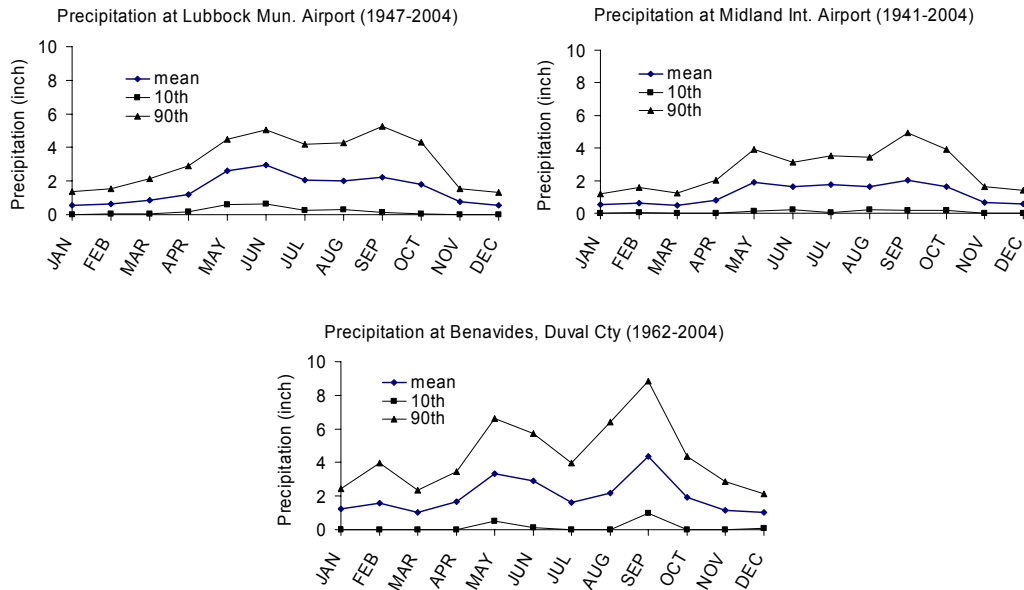 Precipitation at Lubbock Mun. Airport (1947-2004)
Precipitation (inch)
10
8
6
4
2
0
mean
10th
90th
JAN
FEB
MAR
APR
MAY
JUN
JUL
AUG
SEP
OCT
NOV
DEC
Precipitation at Midland Int. Airport (1941-2004)
Precipitation (inch)
10
8
6
4
2
0
mean
10th
90th
JAN
FEB
MAR
APR
MAY
JUN
JUL
AUG
SEP
OCT
NOV
DEC
Precipitation at Benavides, Duval Cty (1962-2004)
Precipitation (inch)
10
8
6
4
2
0
mean
10th
90th
JAN
FEB
MAR
APR
MAY
JUN
JUL
AUG
SEP
OCT
NOV
DEC